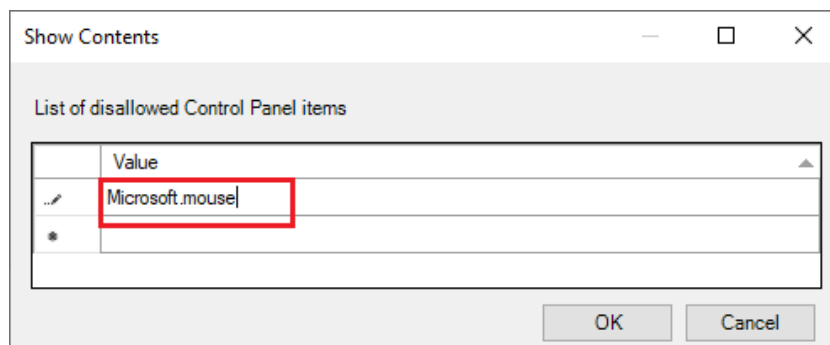 Show Contents
List of disallowed Control Panel items
Value
Microsoft.mouse
OK Cancel